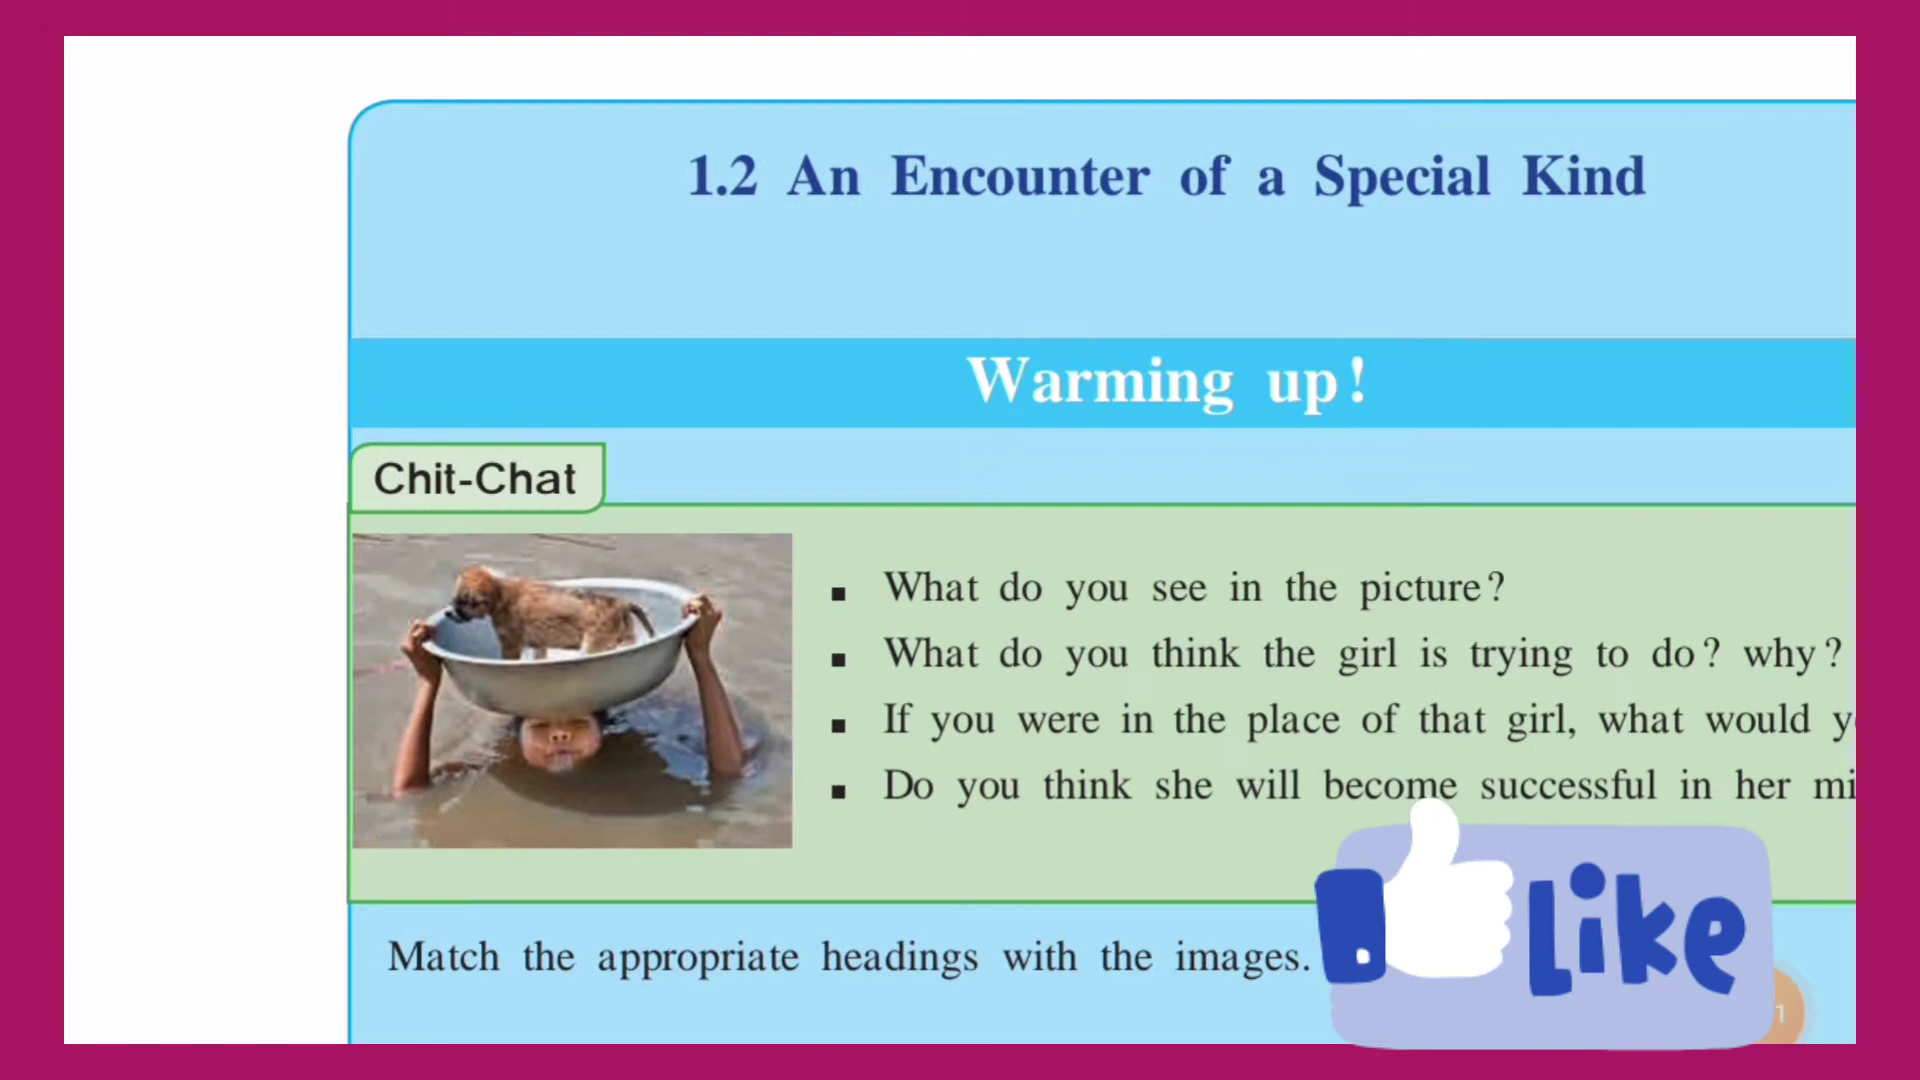 1.2 An Encounter of a Special Kind
Warming up!
Chit-Chat
▪ What do you see in the picture?
▪ What do you think the girl is trying to do? why?
▪ If you were in the place of that girl, what would
▪ Do you think she will become successful in her
Match the appropriate headings with the images.
Like
1